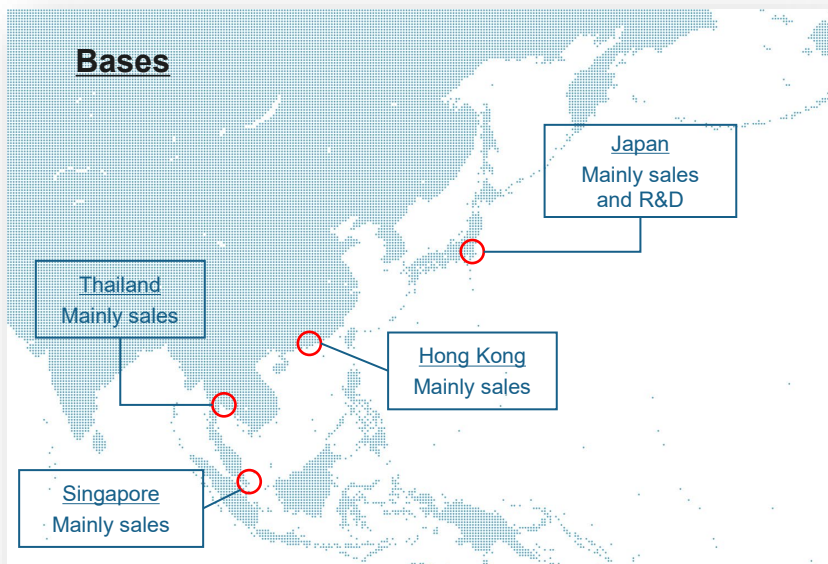 Bases
Japan
Mainly sales
and R&D
Thailand
Mainly sales
Hong Kong
Mainly sales
Singapore
Mainly sales